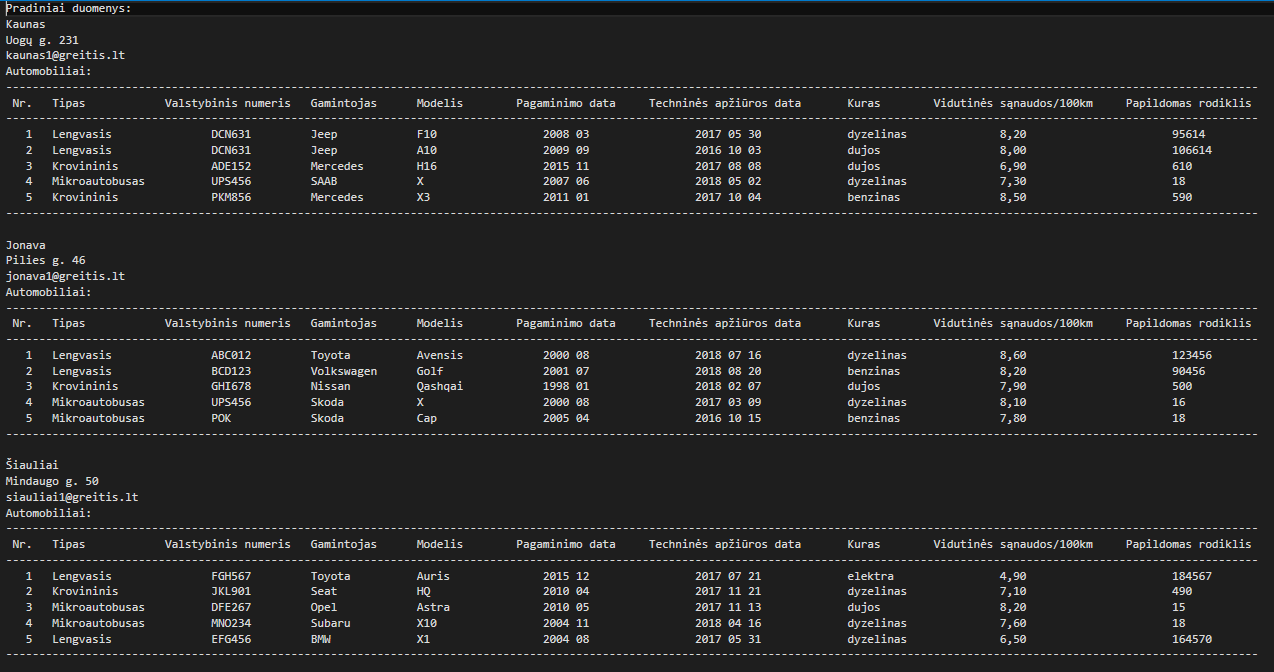 Pradiniai duomenys:
Kaunas
Uogų g. 231
kaunas1@greitis.lt
Automobiliai:
--------------------------------------------------------------------------------
Nr. Tipas Valstybinis numeris Gamintojas Modelis Pagaminimo data Techninės apžiūros data Kuras Vidutinės sąnaudos/100km Papildomas rodiklis
--------------------------------------------------------------------------------
1 Lengvasis DCN631 Jeep F10 2008 03 2017 05 30 dyzelinas 8,20 95614
2 Lengvasis DCN631 Jeep A10 2009 09 2016 10 03 dujos 8,00 106614
3 Krovininis ADE152 Mercedes H16 2015 11 2017 08 08 dujos 6,90 610
4 Mikroautobusas UPS456 SAAB X 2007 06 2018 05 02 dyzelinas 7,30 18
5 Krovininis PKM856 Mercedes X3 2011 01 2017 10 04 benzinas 8,50 590
--------------------------------------------------------------------------------
Jonava
Pilies g. 46
jonava1@greitis.lt
Automobiliai:
--------------------------------------------------------------------------------
Nr. Tipas Valstybinis numeris Gamintojas Modelis Pagaminimo data Techninės apžiūros data Kuras Vidutinės sąnaudos/100km Papildomas rodiklis
--------------------------------------------------------------------------------
1 Lengvasis ABC012 Toyota Avensis 2000 08 2018 07 16 dyzelinas 8,60 123456
2 Lengvasis BCD123 Volkswagen Golf 2001 07 2018 08 20 benzinas 8,20 90456
3 Krovininis GHI678 Nissan Qashqai 1998 01 2018 02 07 dujos 7,90 500
4 Mikroautobusas UPS456 Skoda X 2000 08 2017 03 09 dyzelinas 8,10 16
5 Mikroautobusas POK Skoda Cap 2005 04 2016 10 15 benzinas 7,80 18
--------------------------------------------------------------------------------
Šiauliai
Mindaugo g. 50
siauliai1@greitis.lt
Automobiliai:
--------------------------------------------------------------------------------
Nr. Tipas Valstybinis numeris Gamintojas Modelis Pagaminimo data Techninės apžiūros data Kuras Vidutinės sąnaudos/100km Papildomas rodiklis
--------------------------------------------------------------------------------
1 Lengvasis FGH567 Toyota Auris 2015 12 2017 07 21 elektra 4,90 184567
2 Krovininis JKL901 Seat HQ 2010 04 2017 11 21 dyzelinas 7,10 490
3 Mikroautobusas DFE267 Opel Astra 2010 05 2017 11 13 dujos 8,20 15
4 Mikroautobusas MNO234 Subaru X10 2004 11 2018 04 16 dyzelinas 7,60 18
5 Lengvasis EFG456 BMW X1 2004 08 2017 05 31 dyzelinas 6,50 164570
--------------------------------------------------------------------------------